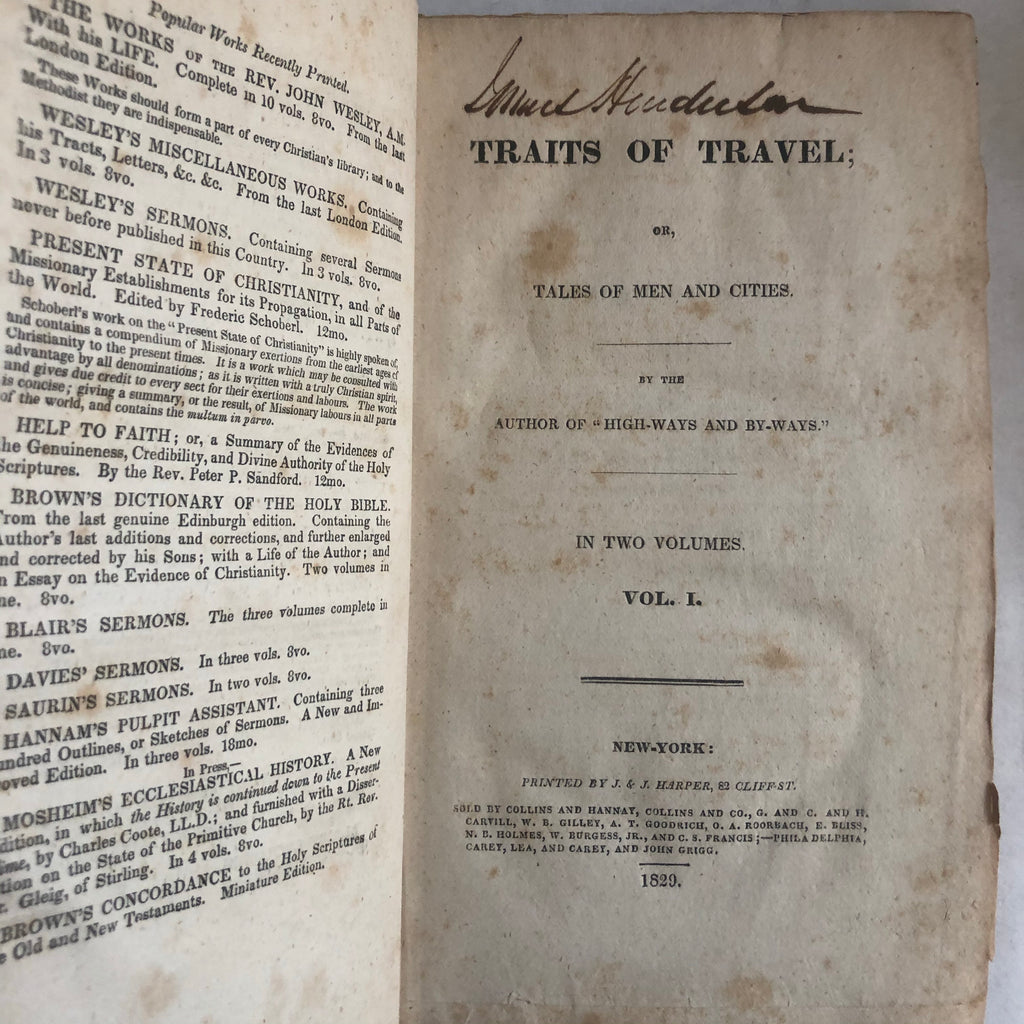 Popular Works Recently Printed.
THE WORKS OF THE REV. JOHN WESLEY, A.M.
With his LIFE. Complete in 10 vols. 8vo. From the last
London Edition.
These Works should form a part of every Christian's library; and to the
Methodist they are indispensable.
WESLEY'S MISCELLANEOUS WORKS. Containing
his Tracts, Letters, &c. &c. From the last London Edition.
In 3 vols. 8vo.
WESLEY'S SERMONS. Containing several Sermons
never before published in this Country. In 3 vols. 8vo.
PRESENT STATE OF CHRISTIANITY, and of the
Missionary Establishments for its Propagation, in all Parts of
the World. Edited by Frederic Schoberl. 12mo.
Schoberl's work on the "Present State of Christianity" is highly spoken of,
and contains a compendium of Missionary exertions from the earliest ages of
Christianity to the present times. It is a work which may be consulted with
advantage by all denominations; as it is written with a truly Christian spirit,
and gives due credit to every sect for their exertions and labours. The work
is concise; giving a summary, or the result, of Missionary labours in all parts
of the world, and contains the multum in parvo.
HELP TO FAITH; or, a Summary of the Evidences of
he Genuineness, Credibility, and Divine Authority of the Holy
Scriptures. By the Rev. Peter P. Sandford. 12mo.
BROWN'S DICTIONARY OF THE HOLY BIBLE.
From the last genuine Edinburgh edition. Containing the
Author's last additions and corrections, and further enlarged
nd corrected by his Sons; with a Life of the Author; and
n Essay on the Evidence of Christianity. Two volumes in
ne. 8vo.
BLAIR'S SERMONS. The three volumes complete in
ne. 8vo.
DAVIES' SERMONS. In three vols. 8vo.
SAURIN'S SERMONS. In two vols. 8vo.
HANNAM'S PULPIT ASSISTANT. Containing three
undred Outlines, or Sketches of Sermons. A New and Im-
oved Edition. In three vols. 18mo.
In Press,—
MOSHEIM'S ECCLESIASTICAL HISTORY. A New
dition, in which the History is continued down to the Present
ime, by Charles Coote, LL.D.; and furnished with a Disser-
tion on the State of the Primitive Church, by the Rt. Rev.
r. Gleig, of Stirling. In 4 vols. 8vo.
BROWN'S CONCORDANCE to the Holy Scriptures of
e Old and New Testaments. Miniature Edition.
Henderson
TRAITS OF TRAVEL;
OR,
TALES OF MEN AND CITIES.
BY THE
AUTHOR OF "HIGH-WAYS AND BY-WAYS."
IN TWO VOLUMES.
VOL. I.
NEW-YORK:
PRINTED BY J. & J. HARPER, 82 CLIFF-ST.
SOLD BY COLLINS AND HANNAY, COLLINS AND CO., G. AND C. AND H.
CARVILL, W. B. GILLEY, A. T. GOODRICH, O. A. ROORBACH, E. BLISS,
N. B. HOLMES, W. BURGESS, JR., AND C. S. FRANCIS;—PHILADELPHIA,
CAREY, LEA, AND CAREY, AND JOHN GRIGG.
1829.